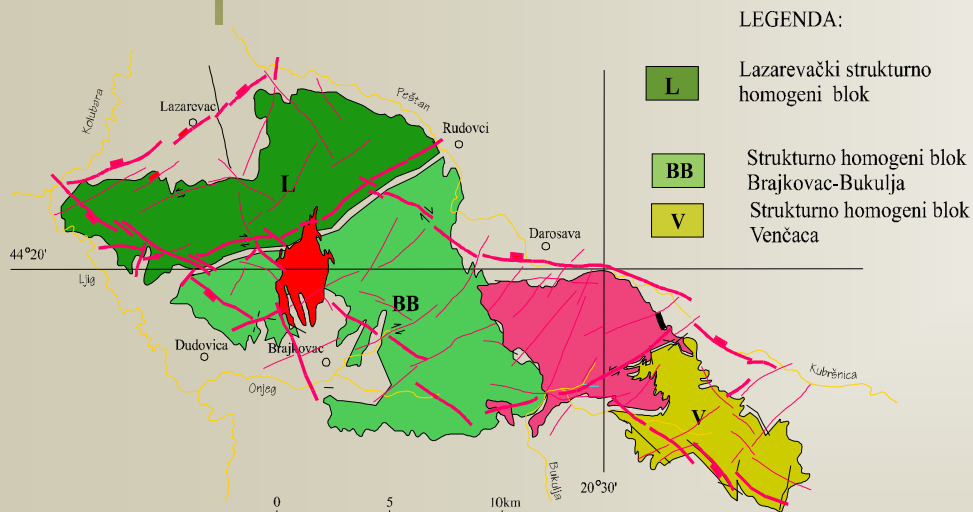 LEGENDA:
L
Lazarevački strukturno
homogeni blok
BB
Strukturno homogeni blok
Brajkovac-Bukulja
V
Strukturno homogeni blok
Venčaca
Kolubara
Lazarevac
Peštan
Rudovci
L
Darosava
44°20'
Ljig
BB
Dudovica
Brajkovac
Onjeg
Kubršnica
V
Bukulja
20°30'
0
5
10km